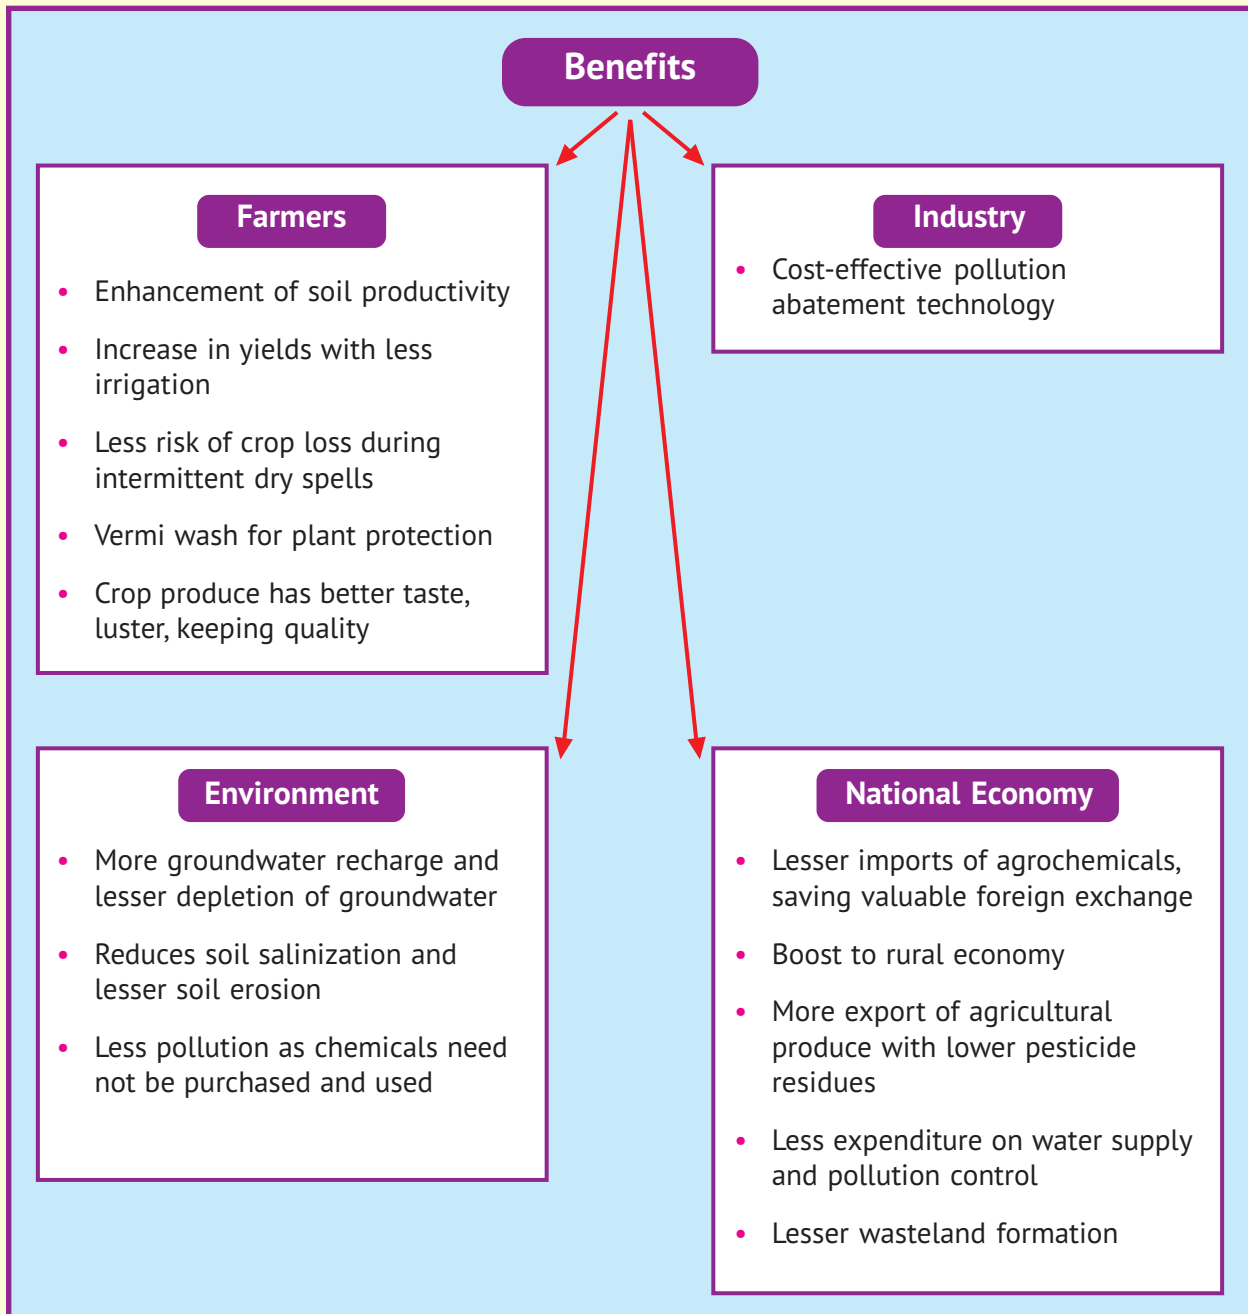 Benefits
Farmers
• Enhancement of soil productivity
• Increase in yields with less
irrigation
• Less risk of crop loss during
intermittent dry spells
• Vermi wash for plant protection
• Crop produce has better taste,
luster, keeping quality
Industry
• Cost-effective pollution
abatement technology
Environment
• More groundwater recharge and
lesser depletion of groundwater
• Reduces soil salinization and
lesser soil erosion
• Less pollution as chemicals need
not be purchased and used
National Economy
• Lesser imports of agrochemicals,
saving valuable foreign exchange
• Boost to rural economy
• More export of agricultural
produce with lower pesticide
residues
• Less expenditure on water supply
and pollution control
• Lesser wasteland formation